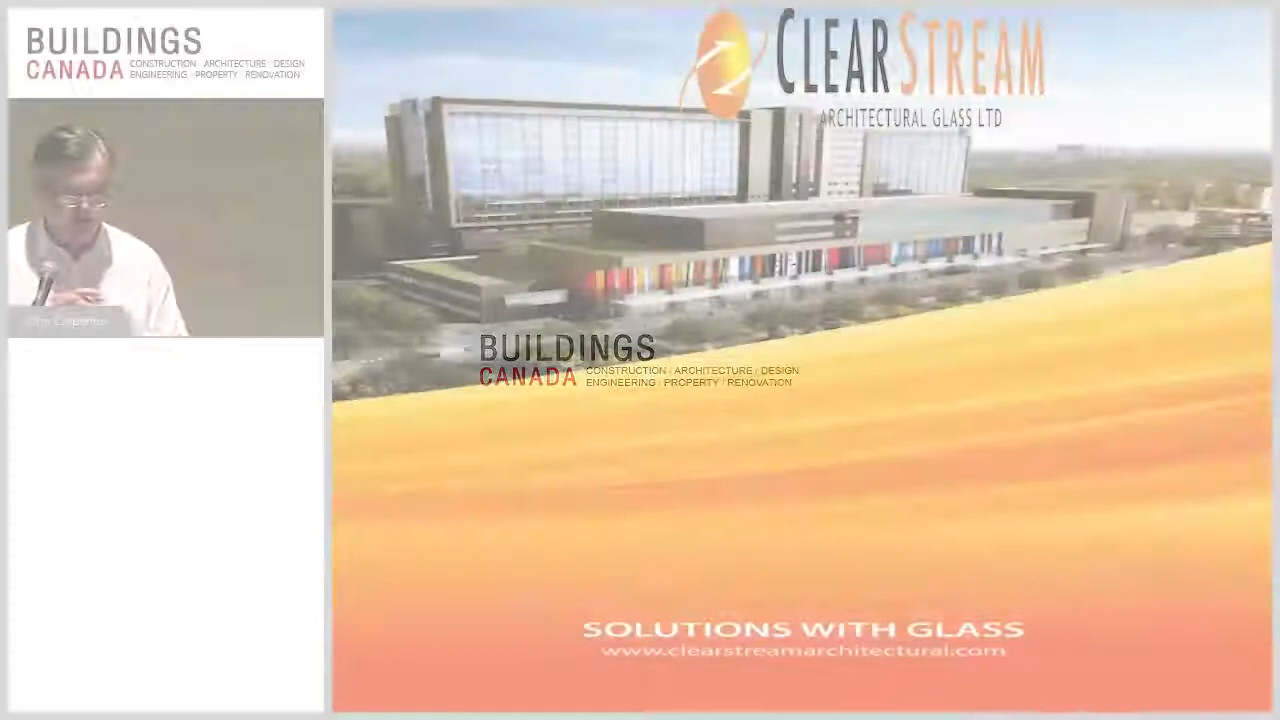 BUILDINGS
CANADA
CONSTRUCTION ARCHITECTURE DESIGN
ENGINEERING PROPERTY RENOVATION
CLEARSTREAM
ARCHITECTURAL GLASS LTD
BUILDINGS
CANADA
CONSTRUCTION / ARCHITECTURE / DESIGN
ENGINEERING / PROPERTY / RENOVATION
SOLUTIONS WITH GLASS
www.clearstreamarchitectural.com